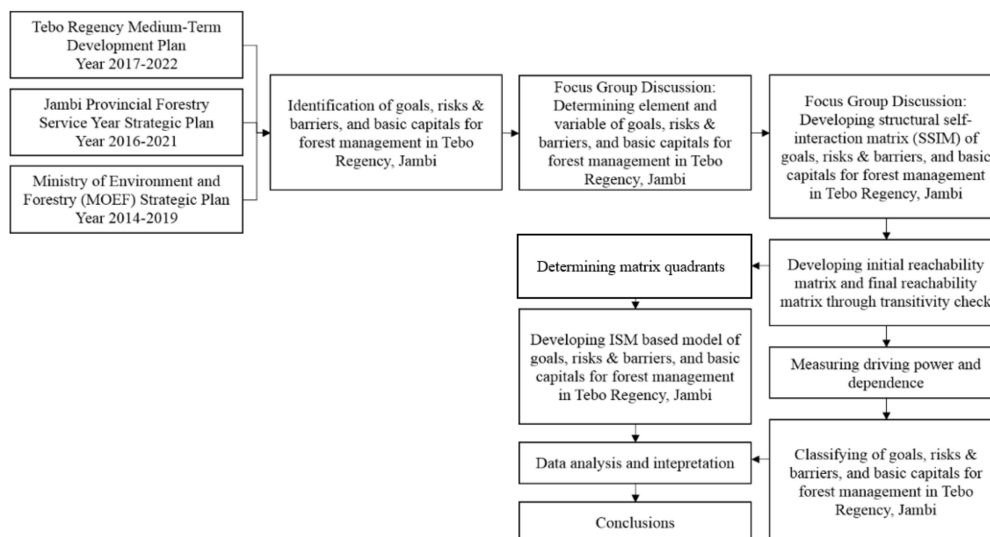 Tebo Regency Medium-Term
Development Plan
Year 2017-2022
Jambi Provincial Forestry
Service Year Strategic Plan
Year 2016-2021
Ministry of Environment and
Forestry (MOEF) Strategic Plan
Year 2014-2019
Identification of goals, risks &
barriers, and basic capitals for
forest management in Tebo
Regency, Jambi
Focus Group Discussion:
Determining element and
variable of goals, risks &
barriers, and basic capitals for
forest management in Tebo
Regency, Jambi
Focus Group Discussion:
Developing structural self-
interaction matrix (SSIM) of
goals, risks & barriers, and basic
capitals for forest management
in Tebo Regency, Jambi
Determining matrix quadrants
Developing initial reachability
matrix and final reachability
matrix through transitivity check
Developing ISM based model of
goals, risks & barriers, and basic
capitals for forest management
in Tebo Regency, Jambi
Measuring driving power and
dependence
Data analysis and intepretation
Classifying of goals, risks &
barriers, and basic capitals for
forest management in Tebo
Regency, Jambi
Conclusions